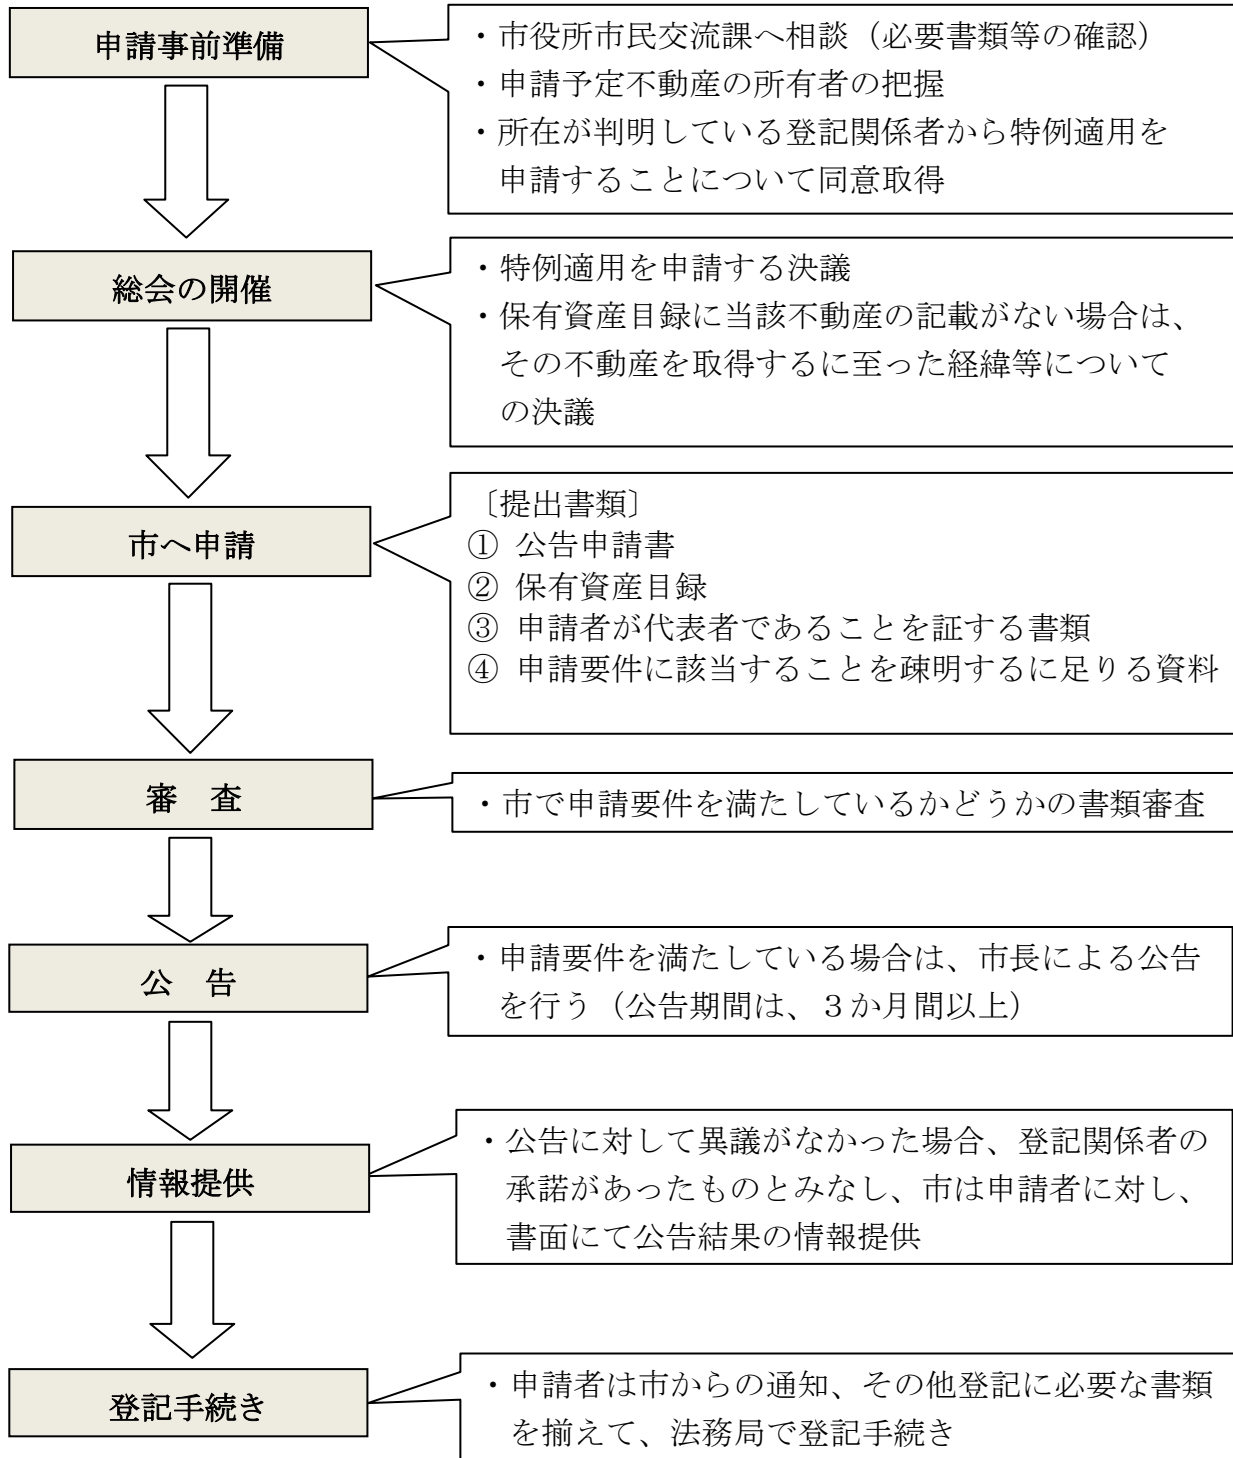 申請事前準備
・市役所市民交流課へ相談（必要書類等の確認）
・申請予定不動産の所有者の把握
・所在が判明している登記関係者から特例適用を
申請することについて同意取得
総会の開催
・特例適用を申請する決議
・保有資産目録に当該不動産の記載がない場合は、
その不動産を取得するに至った経緯等について
の決議
市へ申請
〔提出書類〕
① 公告申請書
② 保有資産目録
③ 申請者が代表者であることを証する書類
④ 申請要件に該当することを疎明するに足りる資料
審　査
・市で申請要件を満たしているかどうかの書類審査
公　告
・申請要件を満たしている場合は、市長による公告
を行う（公告期間は、３か月間以上）
情報提供
・公告に対して異議がなかった場合、登記関係者の
承諾があったものとみなし、市は申請者に対し、
書面にて公告結果の情報提供
登記手続き
・申請者は市からの通知、その他登記に必要な書類
を揃えて、法務局で登記手続き